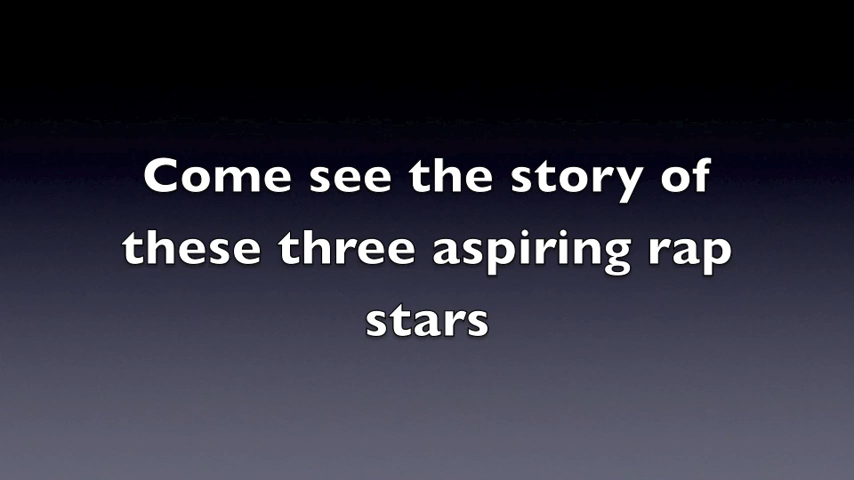 Come see the story of
these three aspiring rap
stars